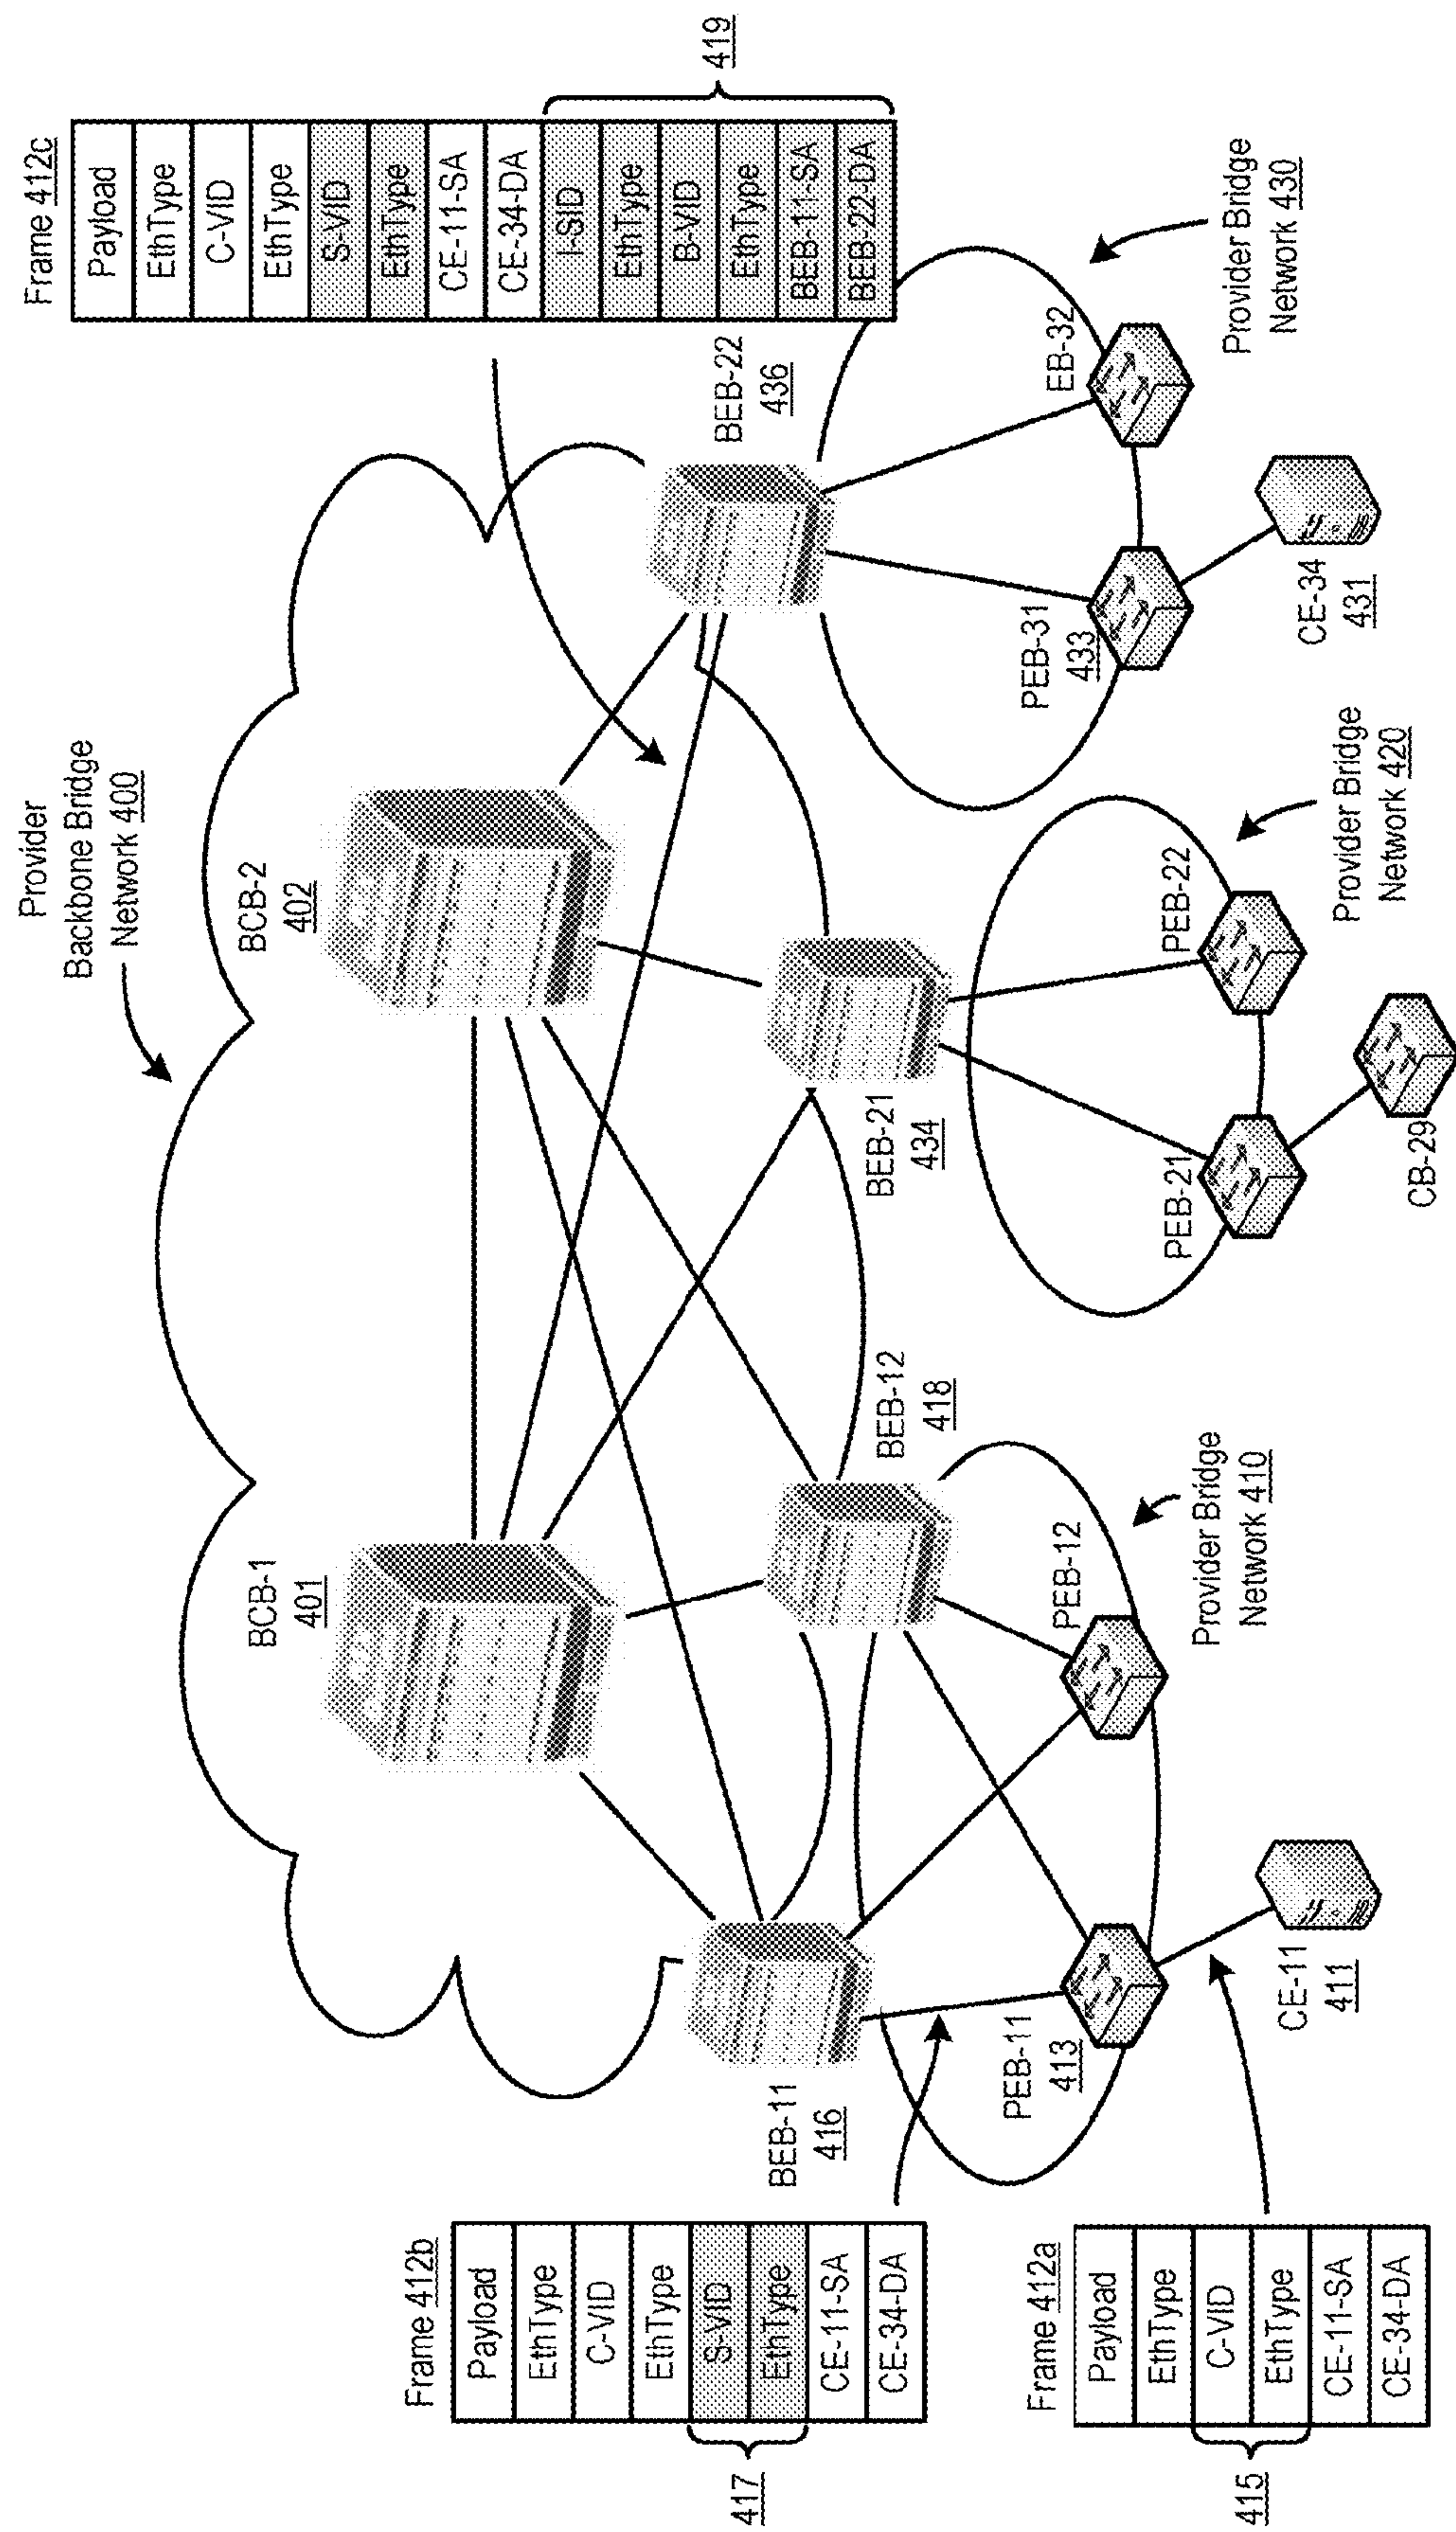 Provider
Backbone Bridge
Network 400
BCB-1
401
BCB-2
402
Frame 412c
Payload
EthType
C-VID
EthType
S-VID
EthType
CE-11-SA
CE-34-DA
I-SID
EthType
B-VID
EthType
BEB-11-SA
BEB-22-DA
419
Frame 412b
Payload
EthType
C-VID
EthType
S-VID
EthType
CE-11-SA
CE-34-DA
417
BEB-11
416
BEB-12
418
BEB-21
434
BEB-22
436
Frame 412a
Payload
EthType
C-VID
EthType
CE-11-SA
CE-34-DA
415
PEB-11
413
PEB-12
CE-11
411
Provider Bridge
Network 410
PEB-21
PEB-22
CB-29
Provider Bridge
Network 420
PEB-31
433
EB-32
CE-34
431
Provider Bridge
Network 430